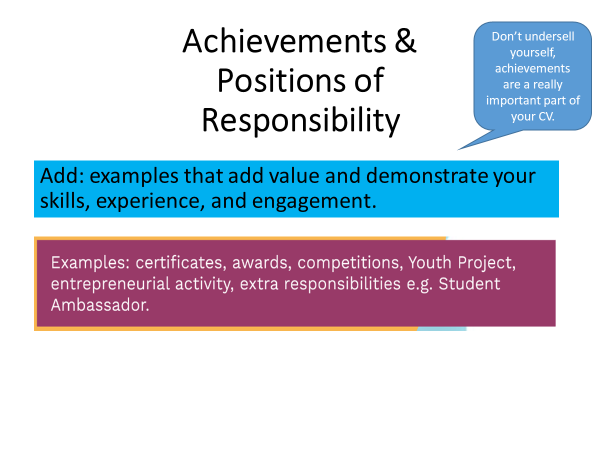 Achievements &
Positions of
Responsibility
Don't undersell
yourself,
achievements
are a really
important part of
your CV.
Add: examples that add value and demonstrate your
skills, experience, and engagement.
Examples: certificates, awards, competitions, Youth Project,
entrepreneurial activity, extra responsibilities e.g. Student
Ambassador.